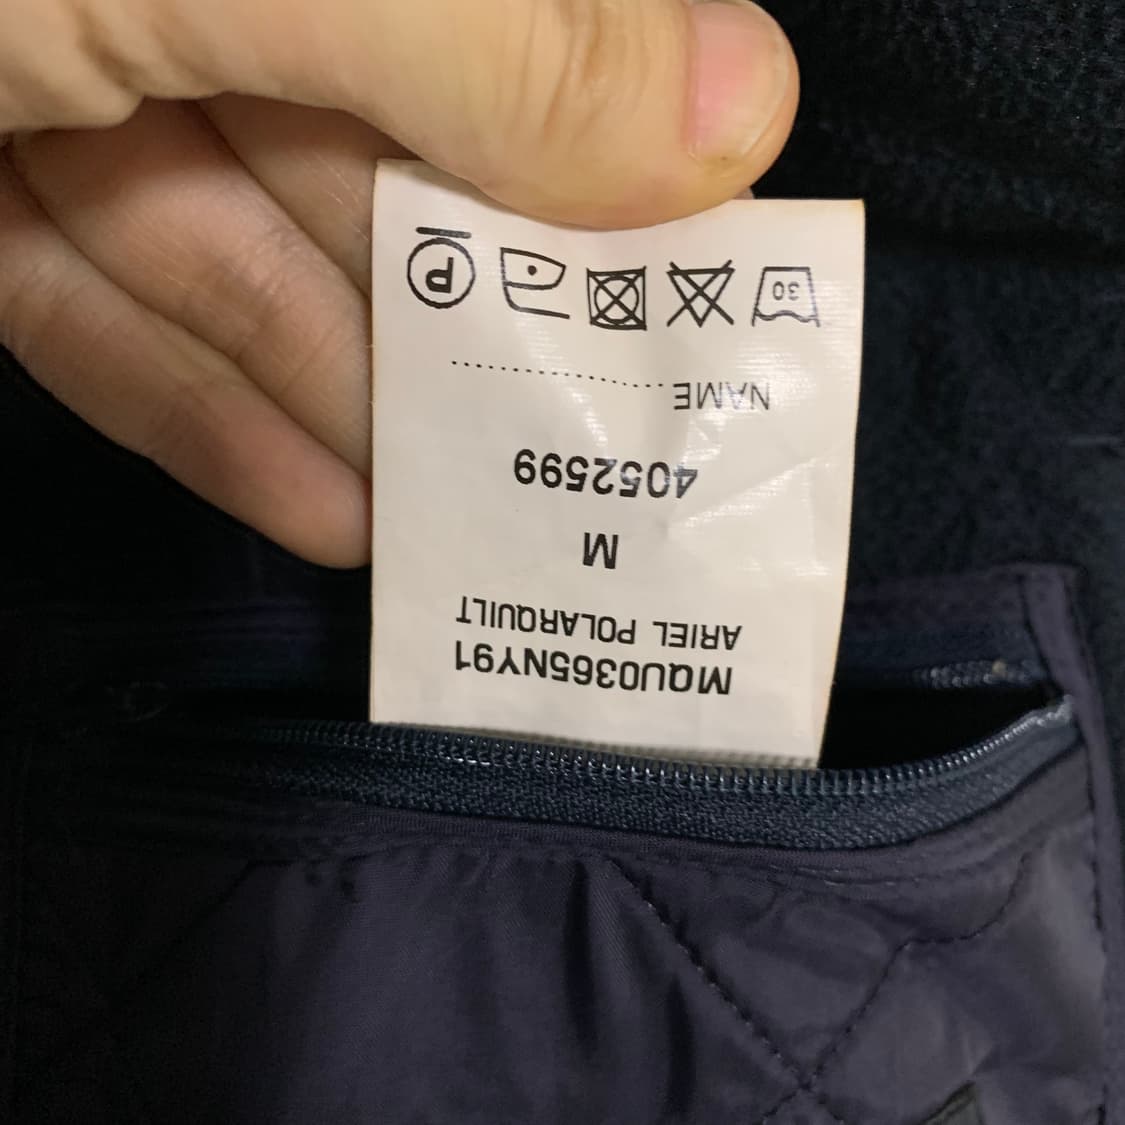 MQU0365NY91
ARIEL POLARQUILT
M
4052599
NAME ....................
30
P